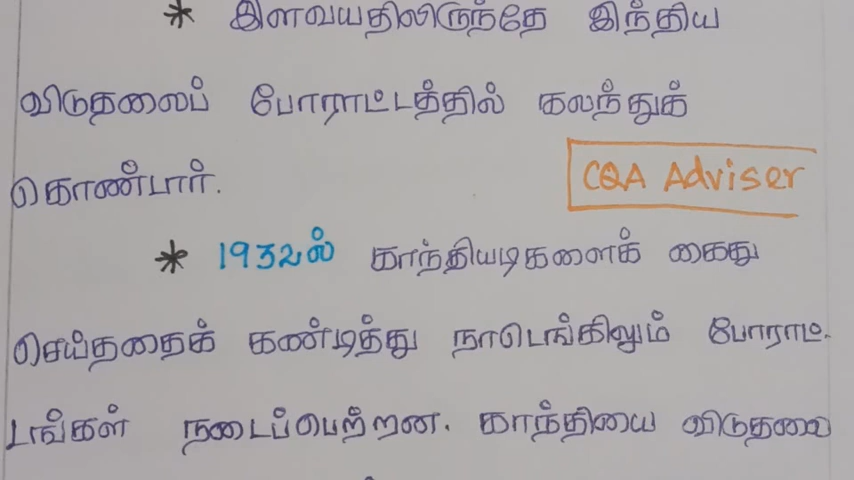 * இளவயதிலிருந்தே இந்திய
விடுதலைப் போராட்டத்தில் கலந்துக்
கொண்டார்.
CQA Adviser
* 1932ல் காந்தியடிகளைக் கைது
செய்ததைக் கண்டித்து நாடெங்கிலும் போராட்
டங்கள் நடைப்பெற்றன. காந்தியை விடுதலை